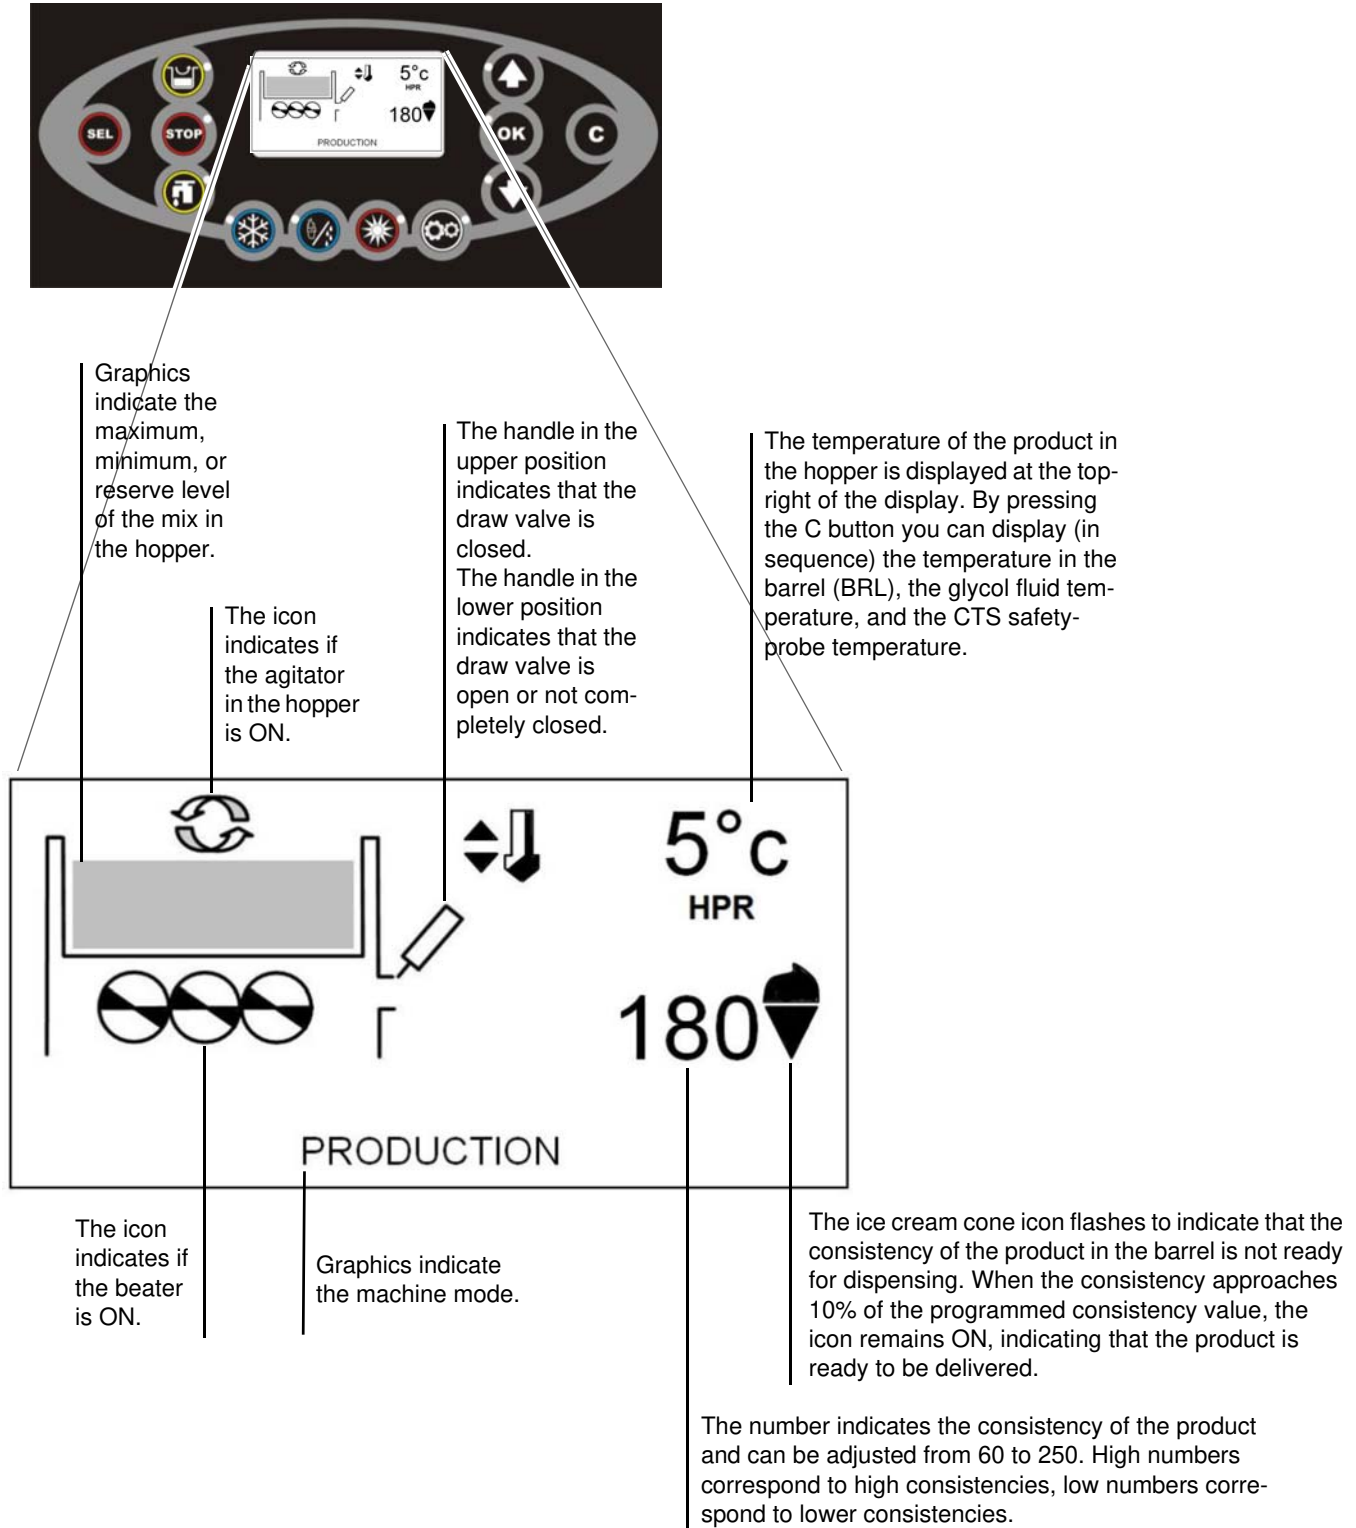 5°c
HPR
180
PRODUCTION
SEL
STOP
OK
C
Graphics
indicate the
maximum,
minimum, or
reserve level
of the mix in
the hopper.
The icon
indicates if
the agitator
in the hopper
is ON.
The handle in the
upper position
indicates that the
draw valve is
closed.
The handle in the
lower position
indicates that the
draw valve is
open or not com-
pletely closed.
The temperature of the product in
the hopper is displayed at the top-
right of the display. By pressing
the C button you can display (in
sequence) the temperature in the
barrel (BRL), the glycol fluid tem-
perature, and the CTS safety-
probe temperature.
5°c
HPR
180
PRODUCTION
The icon
indicates if
the beater
is ON.
Graphics indicate
the machine mode.
The ice cream cone icon flashes to indicate that the
consistency of the product in the barrel is not ready
for dispensing. When the consistency approaches
10% of the programmed consistency value, the
icon remains ON, indicating that the product is
ready to be delivered.
The number indicates the consistency of the product
and can be adjusted from 60 to 250. High numbers
correspond to high consistencies, low numbers corre-
spond to lower consistencies.